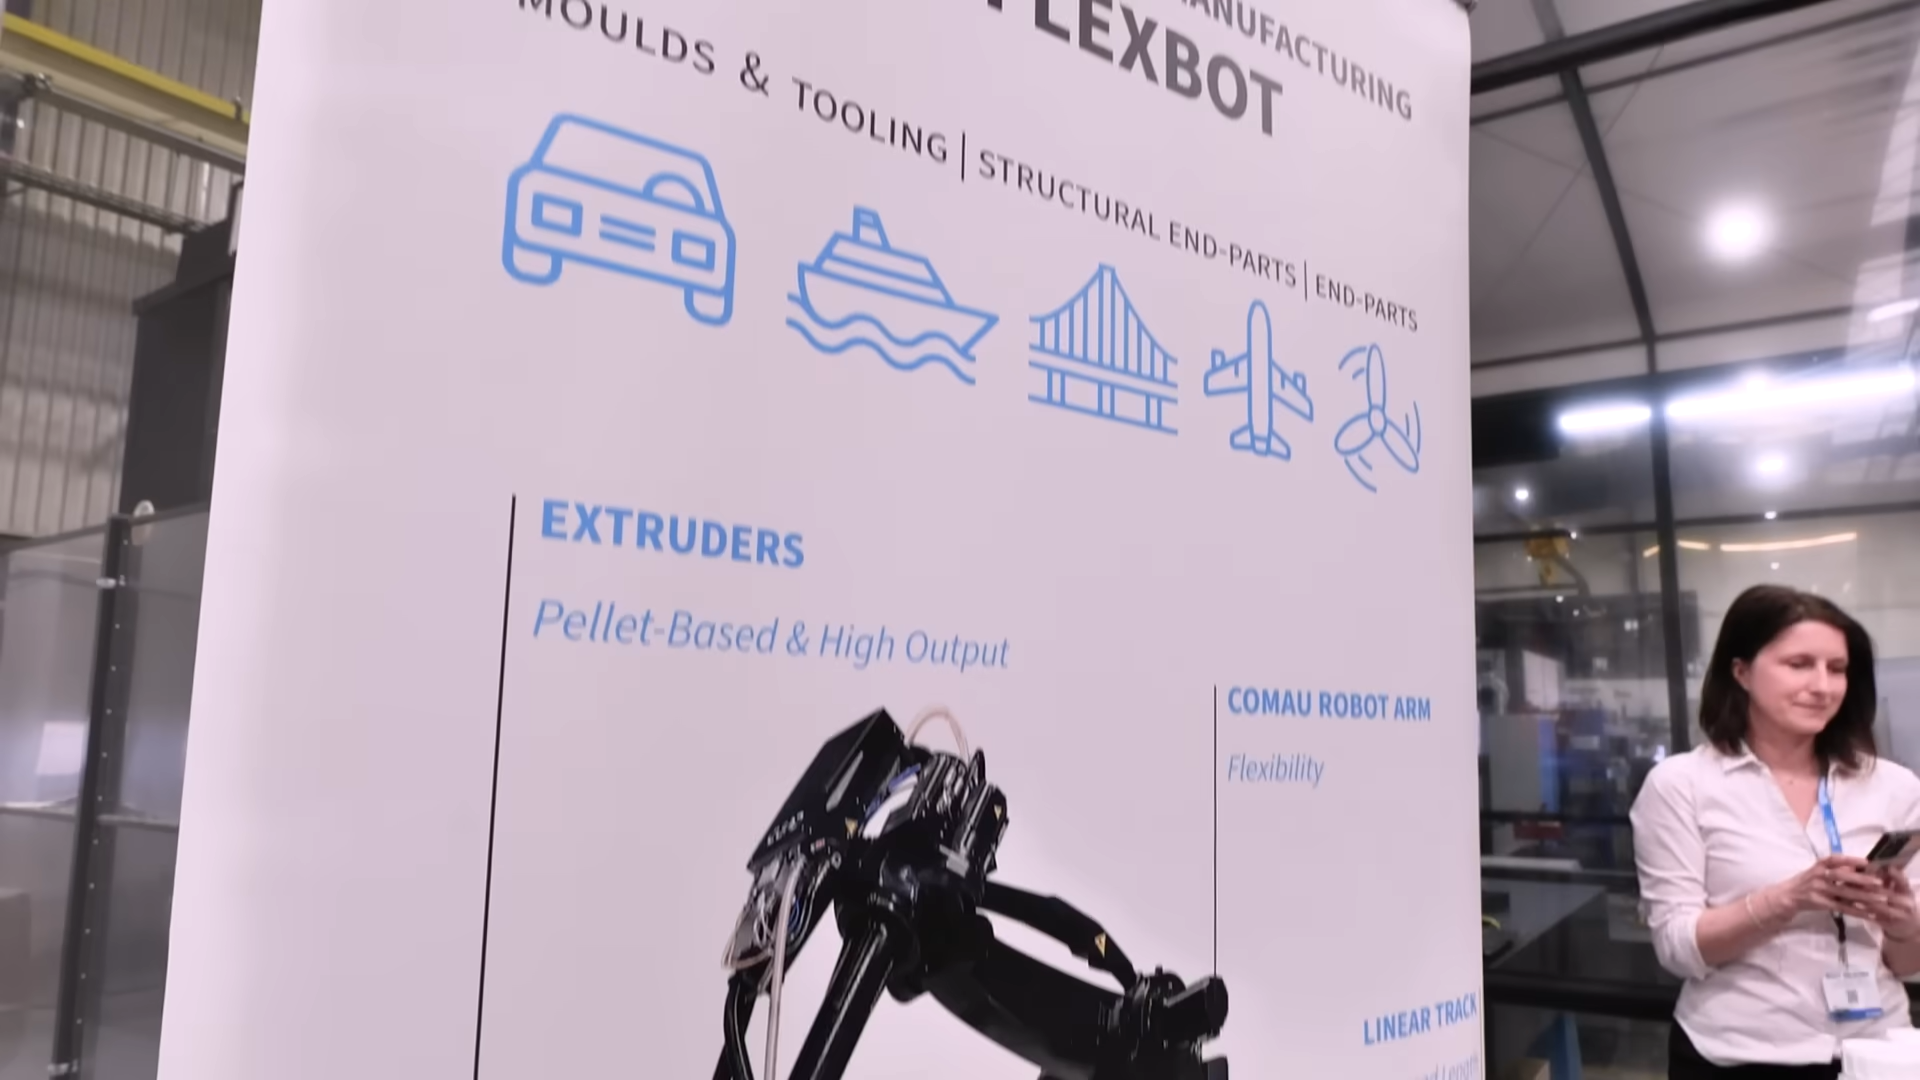 MANUFACTURING
FLEXBOT
MOULDS & TOOLING | STRUCTURAL END-PARTS | END-PARTS
EXTRUDERS
Pellet-Based & High Output
COMAU ROBOT ARM
Flexibility
LINEAR TRACK
Length